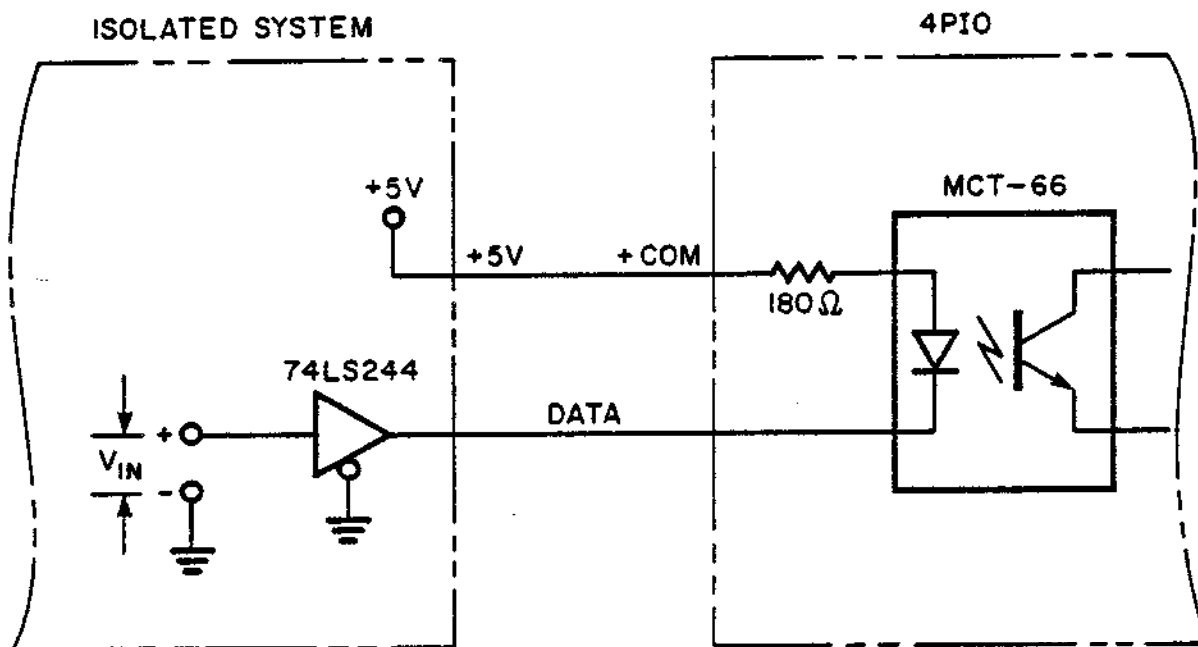 ISOLATED SYSTEM
4PIO
+5V
MCT-66
+5V
+COM
180Ω
74LS244
DATA
+
VIN
-